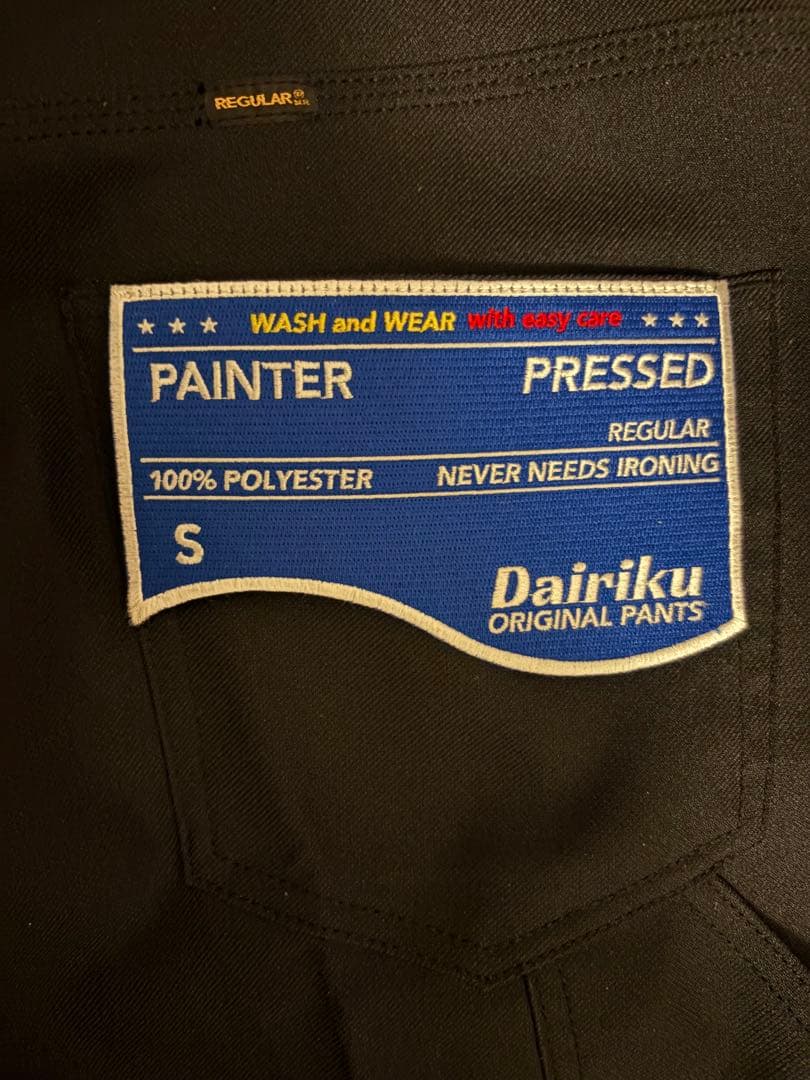 REGULAR
★ ★ ★ WASH and WEAR with easy care ★ ★ ★
PAINTER PRESSED
REGULAR
100% POLYESTER NEVER NEEDS IRONING
S
Dairiku
ORIGINAL PANTS